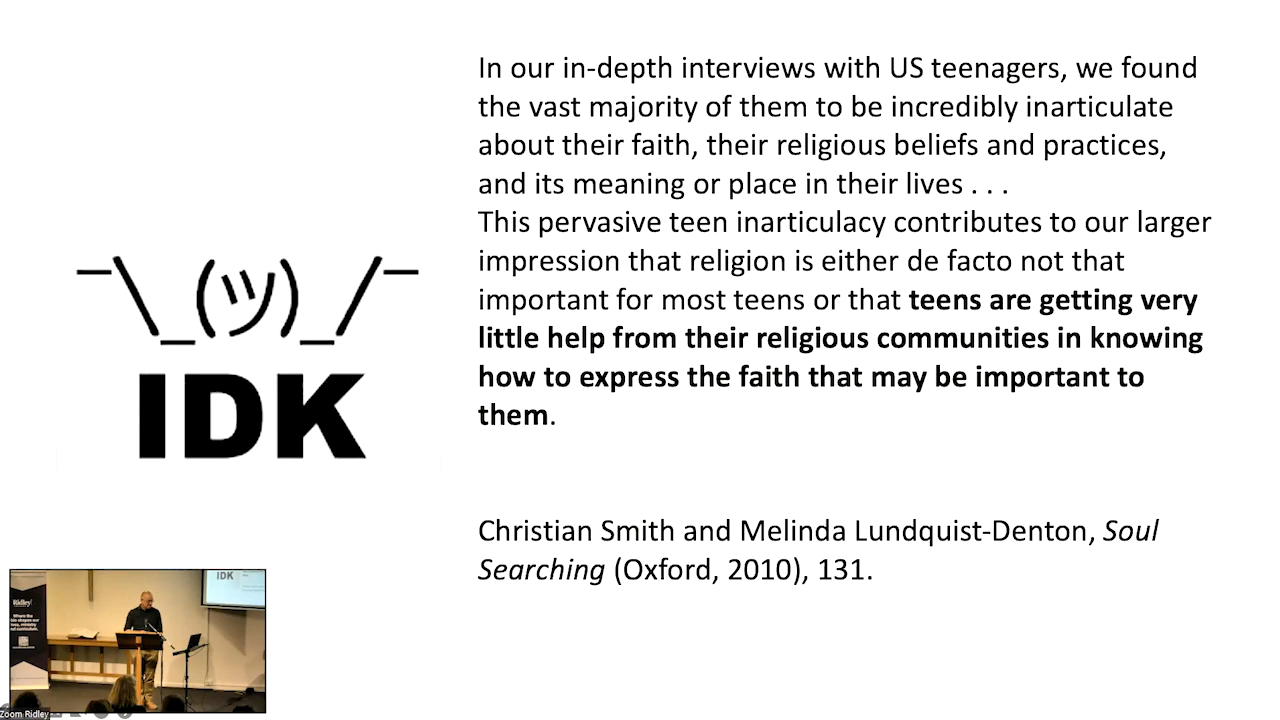 In our in-depth interviews with US teenagers, we found
the vast majority of them to be incredibly inarticulate
about their faith, their religious beliefs and practices,
and its meaning or place in their lives . . .
This pervasive teen inarticulacy contributes to our larger
impression that religion is either de facto not that
important for most teens or that teens are getting very
little help from their religious communities in knowing
how to express the faith that may be important to
them.
¯\_(ツ)_/¯
IDK
Christian Smith and Melinda Lundquist-Denton, Soul
Searching (Oxford, 2010), 131.
IDK
Ridley
Where the
Zoom Ridley